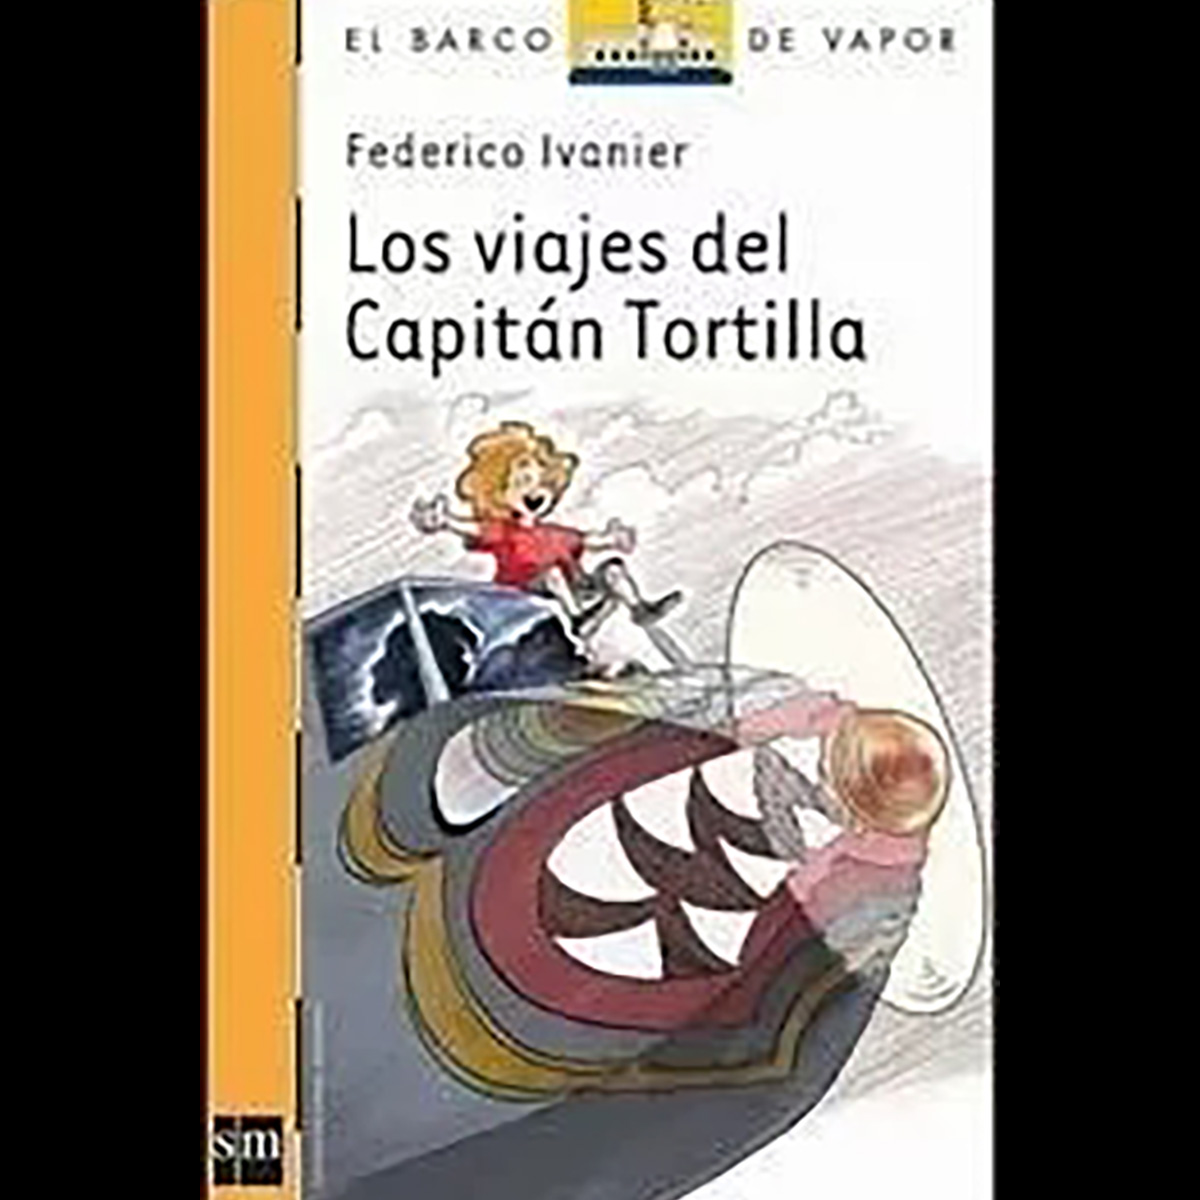 EL BARCO DE VAPOR
Federico Ivanier
Los viajes del
Capitán Tortilla
sm